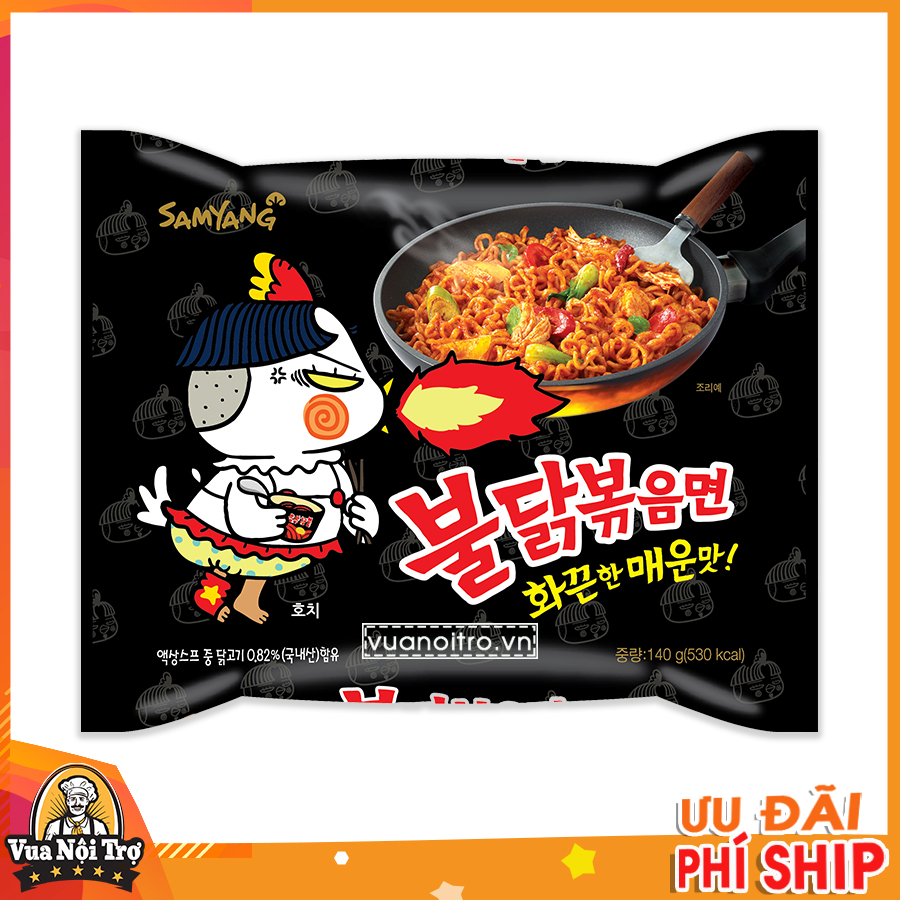 SAMYANG
조리예
불닭볶음면
화끈한 매운맛!
호치
vuanoitro.vn
액상스프 중 닭고기 0.82%(국내산)함유
중량:140 g(530 kcal)
Vua Nội Trợ
ƯU ĐÃI
PHÍ SHIP